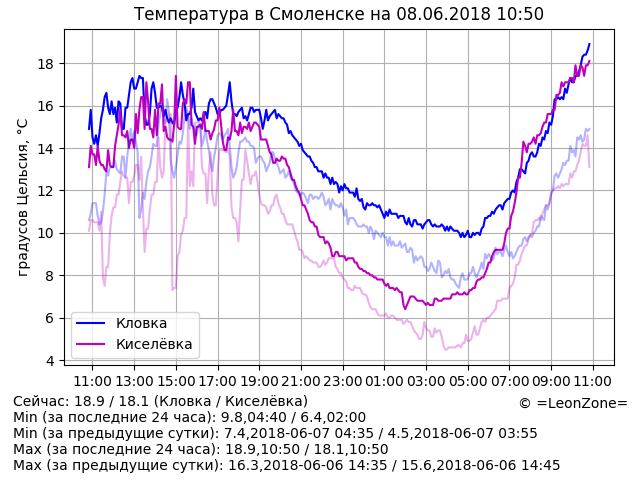 Температура в Смоленске на 08.06.2018 10:50
градусов Цельсия, °C
18
16
14
12
10
8
6
4
Кловка
Киселёвка
11:00 13:00 15:00 17:00 19:00 21:00 23:00 01:00 03:00 05:00 07:00 09:00 11:00
Сейчас: 18.9 / 18.1 (Кловка / Киселёвка)
© =LeonZone=
Min (за последние 24 часа): 9.8,04:40 / 6.4,02:00
Min (за предыдущие сутки): 7.4,2018-06-07 04:35 / 4.5,2018-06-07 03:55
Max (за последние 24 часа): 18.9,10:50 / 18.1,10:50
Max (за предыдущие сутки): 16.3,2018-06-06 14:35 / 15.6,2018-06-06 14:45